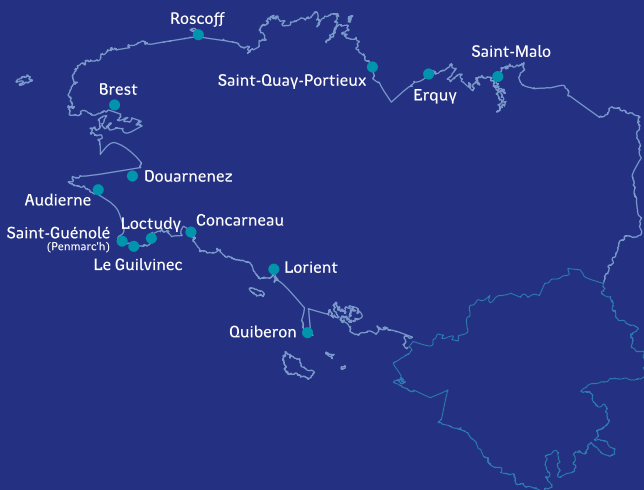 Roscoff
Saint-Malo
Saint-Quay-Portieux
Brest
Erquy
Douarnenez
Audierne
Loctudy
Concarneau
Saint-Guénolé
(Penmarc'h)
Le Guilvinec
Lorient
Quiberon